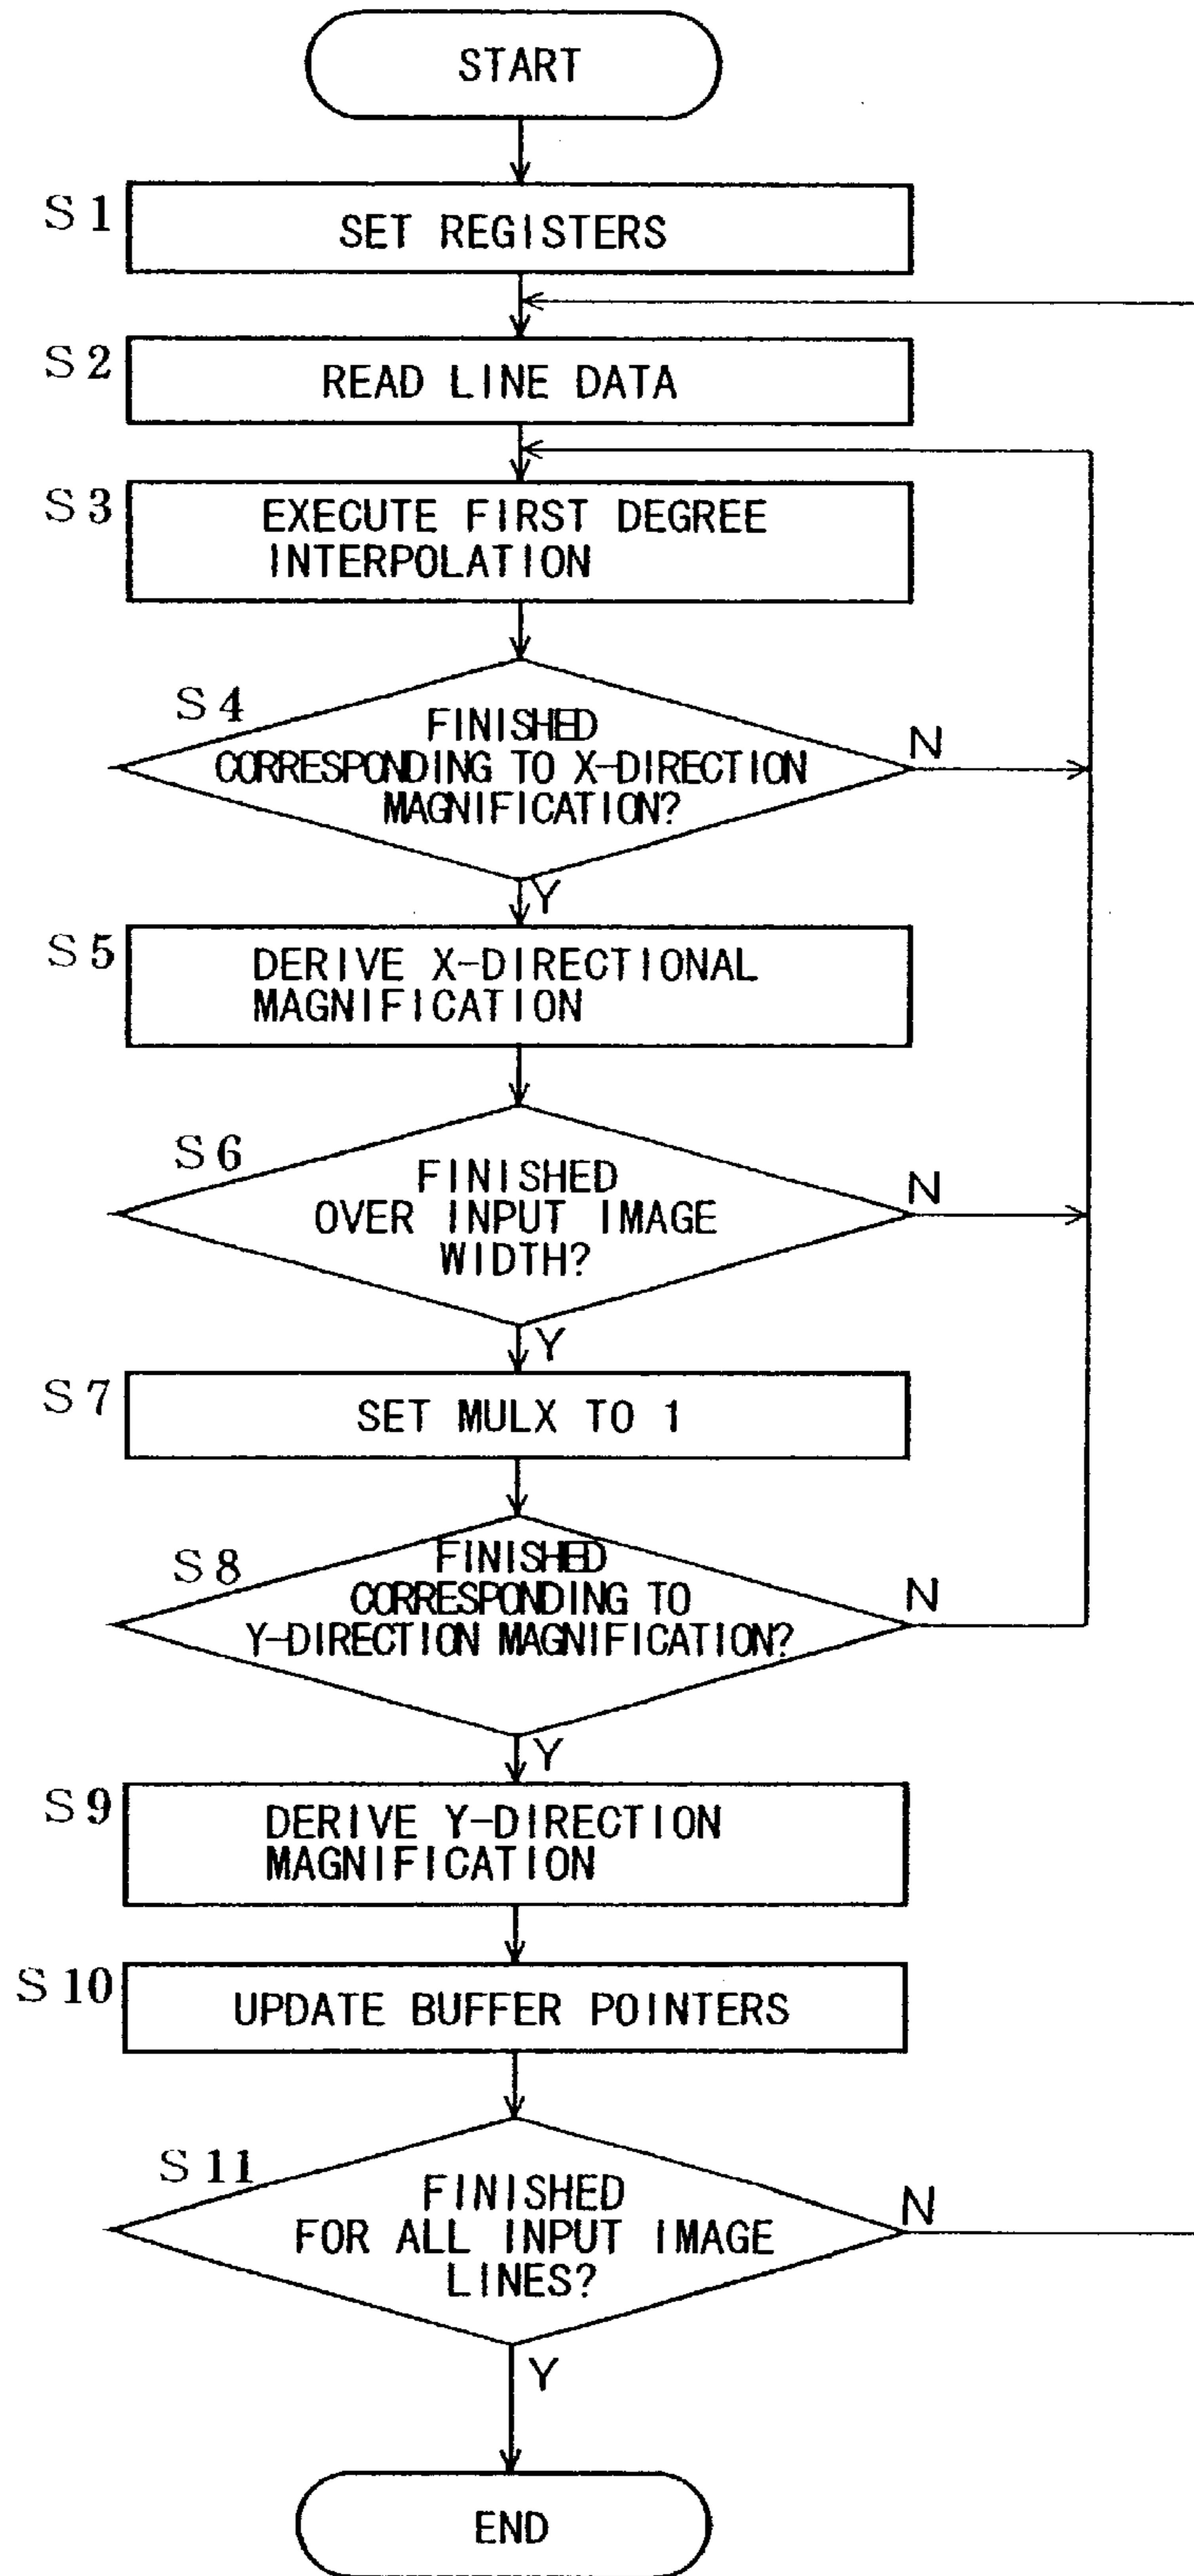 START
S1
SET REGISTERS
S2
READ LINE DATA
S3
EXECUTE FIRST DEGREE
INTERPOLATION
S4
FINISHED
CORRESPONDING TO X-DIRECTION
MAGNIFICATION?
N
Y
S5
DERIVE X-DIRECTIONAL
MAGNIFICATION
S6
FINISHED
OVER INPUT IMAGE
WIDTH?
N
Y
S7
SET MULX TO 1
S8
FINISHED
CORRESPONDING TO
Y-DIRECTION MAGNIFICATION?
N
Y
S9
DERIVE Y-DIRECTION
MAGNIFICATION
S10
UPDATE BUFFER POINTERS
S11
FINISHED
FOR ALL INPUT IMAGE
LINES?
N
Y
END